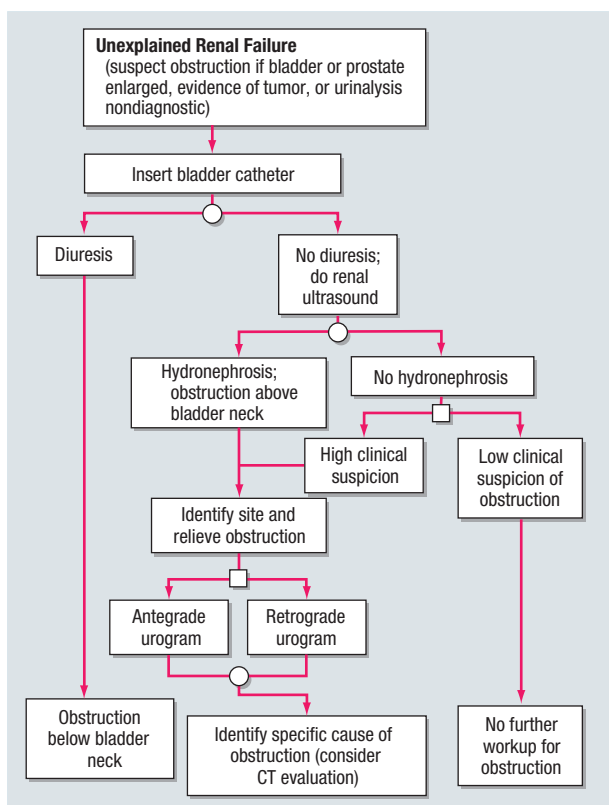 Unexplained Renal Failure
(suspect obstruction if bladder or prostate
enlarged, evidence of tumor, or urinalysis
nondiagnostic)
Insert bladder catheter
Diuresis
No diuresis;
do renal
ultrasound
Hydronephrosis;
obstruction above
bladder neck
No hydronephrosis
High clinical
suspicion
Low clinical
suspicion of
obstruction
Identify site and
relieve obstruction
Antegrade
urogram
Retrograde
urogram
Obstruction
below bladder
neck
Identify specific cause of
obstruction (consider
CT evaluation)
No further
workup for
obstruction